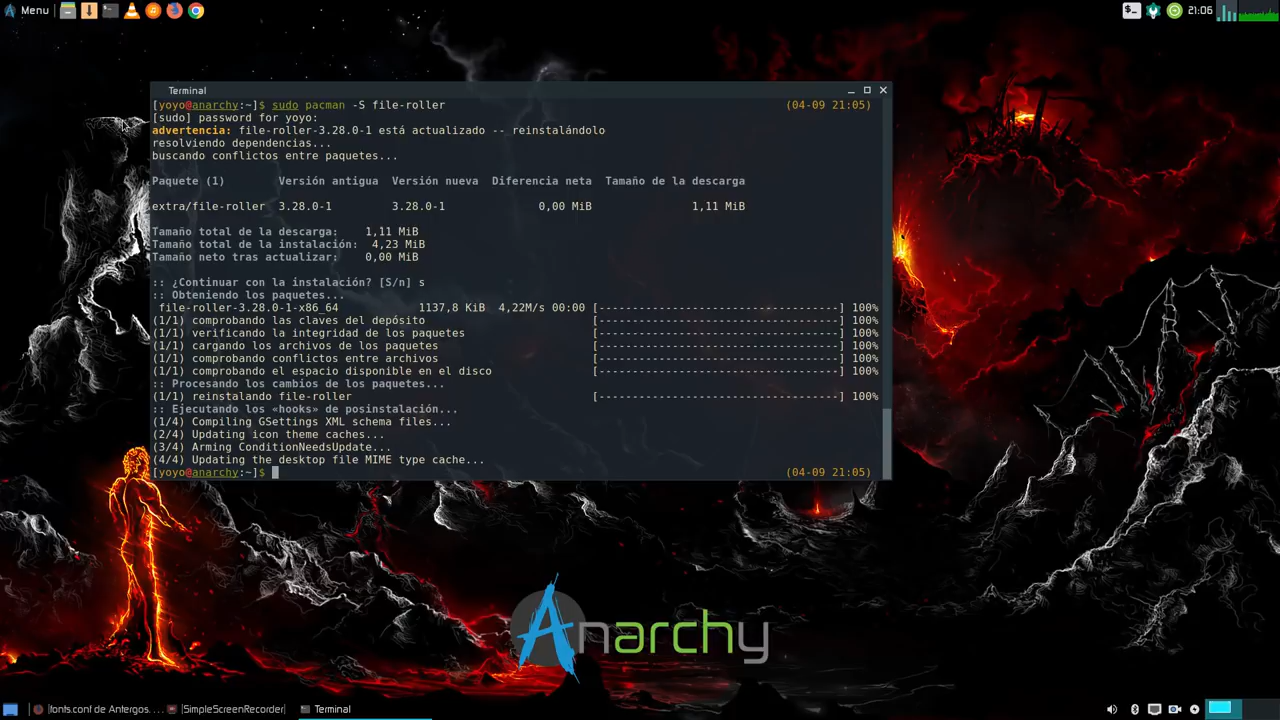 Menu
21:06
Terminal
[yoyo@anarchy:~]$ sudo pacman -S file-roller (04-09 21:05)
[sudo] password for yoyo:
advertencia: file-roller-3.28.0-1 está actualizado -- reinstalándolo
resolviendo dependencias...
buscando conflictos entre paquetes...
Paquete (1) Versión antigua Versión nueva Diferencia neta Tamaño de la descarga
extra/file-roller 3.28.0-1 3.28.0-1 0,00 MiB 1,11 MiB
Tamaño total de la descarga: 1,11 MiB
Tamaño total de la instalación: 4,23 MiB
Tamaño neto tras actualizar: 0,00 MiB
:: ¿Continuar con la instalación? [S/n] s
:: Obteniendo los paquetes...
file-roller-3.28.0-1-x86_64 1137,8 KiB 4,22M/s 00:00 [--------------------------------------] 100%
(1/1) comprobando las claves del depósito [--------------------------------------] 100%
(1/1) verificando la integridad de los paquetes [--------------------------------------] 100%
(1/1) cargando los archivos de los paquetes [--------------------------------------] 100%
(1/1) comprobando conflictos entre archivos [--------------------------------------] 100%
(1/1) comprobando el espacio disponible en el disco [--------------------------------------] 100%
:: Procesando los cambios de los paquetes...
(1/1) reinstalando file-roller [--------------------------------------] 100%
:: Ejecutando los «hooks» de posinstalación...
(1/4) Compiling GSettings XML schema files...
(2/4) Updating icon theme caches...
(3/4) Arming ConditionNeedsUpdate...
(4/4) Updating the desktop file MIME type cache...
[yoyo@anarchy:~]$ (04-09 21:05)
Anarchy
[fonts.conf de Antergos. ... [SimpleScreenRecorder] Terminal